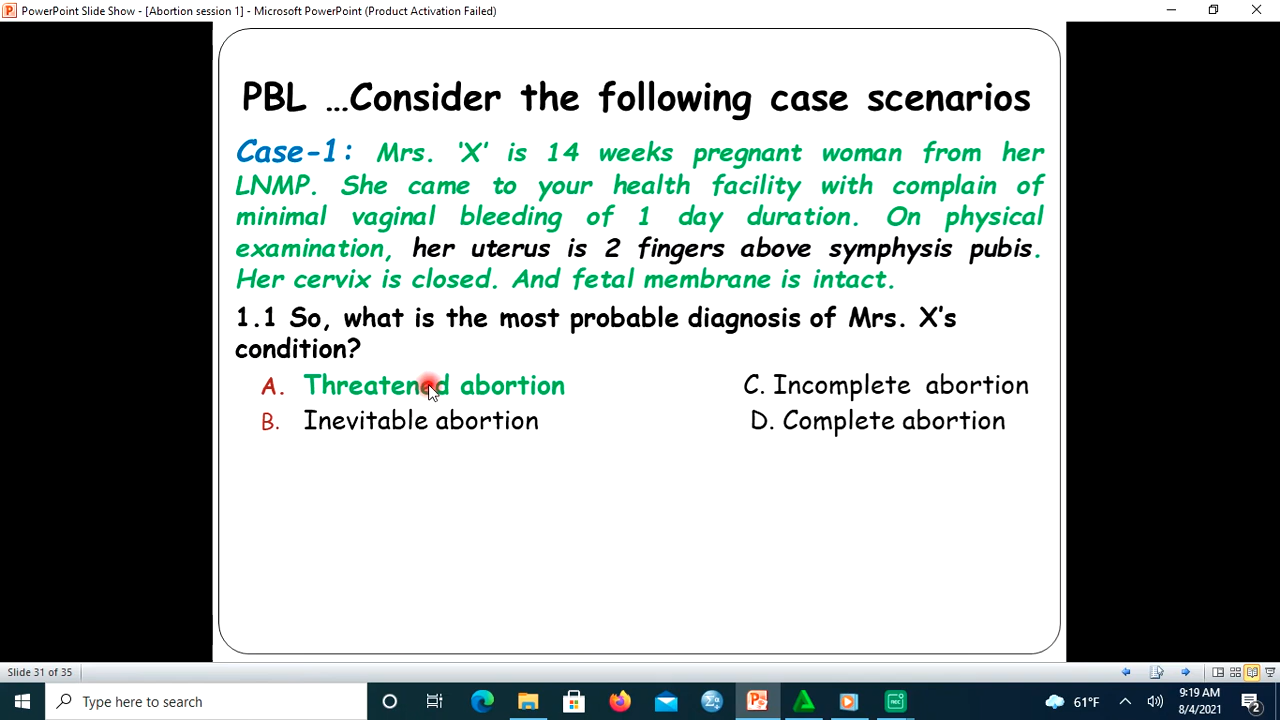 PowerPoint Slide Show - [Abortion session 1] - Microsoft PowerPoint (Product Activation Failed)
PBL …Consider the following case scenarios
Case-1: Mrs. ‘X’ is 14 weeks pregnant woman from her
LNMP. She came to your health facility with complain of
minimal vaginal bleeding of 1 day duration. On physical
examination, her uterus is 2 fingers above symphysis pubis.
Her cervix is closed. And fetal membrane is intact.
1.1 So, what is the most probable diagnosis of Mrs. X’s
condition?
A. Threatened abortion C. Incomplete abortion
B. Inevitable abortion D. Complete abortion
Slide 31 of 35
Type here to search
61°F
9:19 AM
8/4/2021
2